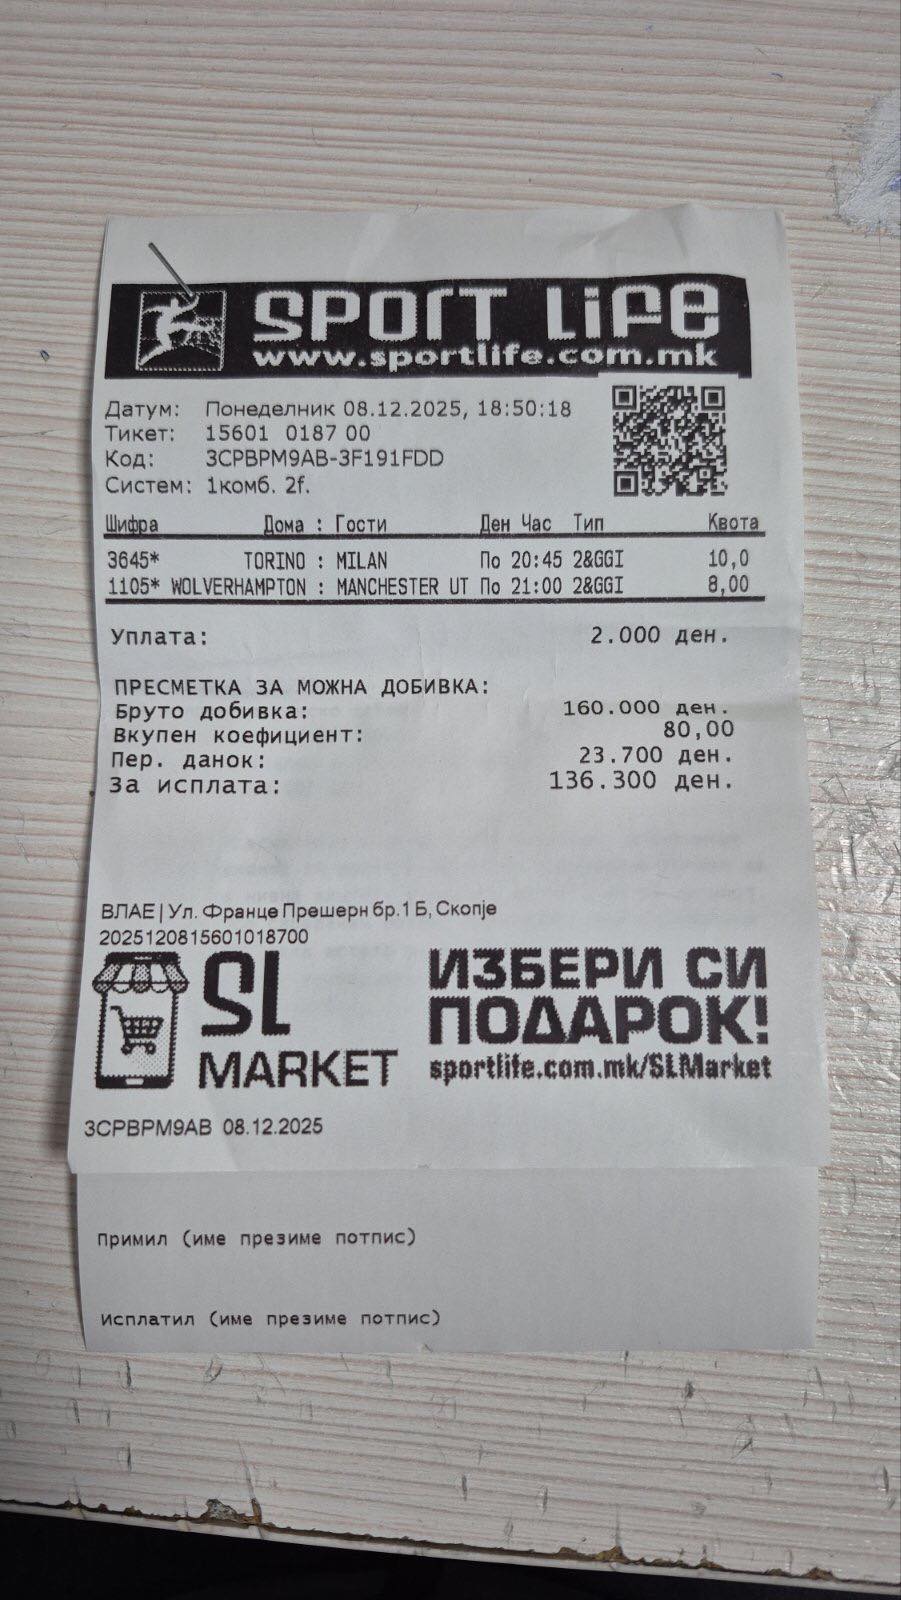 SPORT LIFE
www.sportlife.com.mk
Датум: Понеделник 08.12.2025, 18:50:18
Тикет: 15601 0187 00
Код: 3CPBPM9AB-3F191FDD
Систем: 1комб. 2f.
Шифра Дома : Гости Ден Час Тип Квота
3645* TORINO : MILAN По 20:45 2&GGI 10,0
1105* WOLVERHAMPTON : MANCHESTER UT По 21:00 2&GGI 8,00
Уплата: 2.000 ден.
ПРЕСМЕТКА ЗА МОЖНА ДОБИВКА:
Бруто добивка: 160.000 ден.
Вкупен коефициент: 80,00
Пер. данок: 23.700 ден.
За исплата: 136.300 ден.
ВЛАЕ | Ул. Франце Прешерн бр.1 Б, Скопје
2025120815601018700
SL MARKET
ИЗБЕРИ СИ
ПОДАРОК!
sportlife.com.mk/SLMarket
3CPBPM9AB 08.12.2025
Примил (име презиме потпис)
Исплатил (име презиме потпис)